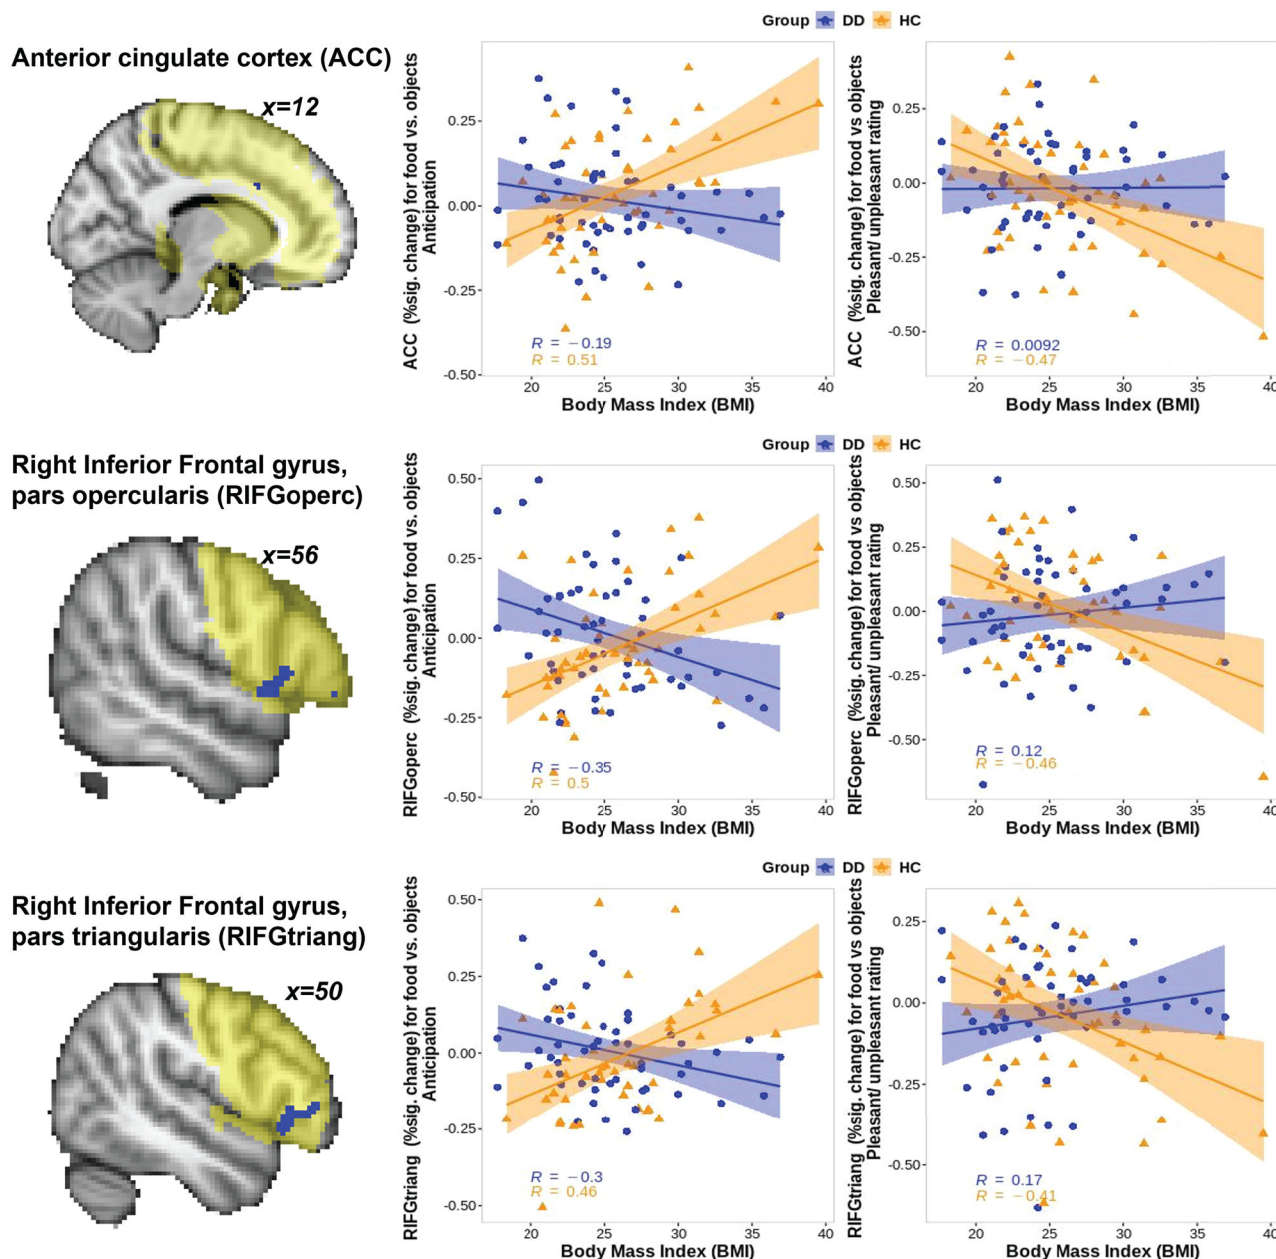 Group DD HC
Anterior cingulate cortex (ACC)
x=12
ACC (%sig. change) for food vs. objects
Anticipation
0.25
0.00
-0.25
-0.50
R = −0.19
R = 0.51
20 25 30 35 40
Body Mass Index (BMI)
ACC (%sig. change) for food vs objects
Pleasant/ unpleasant rating
0.25
0.00
-0.25
-0.50
R = 0.0092
R = −0.47
20 25 30 35 40
Body Mass Index (BMI)
Group DD HC
Right Inferior Frontal gyrus,
pars opercularis (RIFGoperc)
x=56
RIFGoperc (%sig. change) for food vs. objects
Anticipation
0.50
0.25
0.00
-0.25
-0.50
R = −0.35
R = 0.5
20 25 30 35 40
Body Mass Index (BMI)
RIFGoperc (%sig. change) for food vs objects
Pleasant/ unpleasant rating
0.50
0.25
0.00
-0.25
-0.50
R = 0.12
R = −0.46
20 25 30 35 40
Body Mass Index (BMI)
Group DD HC
Right Inferior Frontal gyrus,
pars triangularis (RIFGtriang)
x=50
RIFGtriang (%sig. change) for food vs. objects
Anticipation
0.50
0.25
0.00
-0.25
-0.50
R = −0.3
R = 0.46
20 25 30 35 40
Body Mass Index (BMI)
RIFGtriang (%sig. change) for food vs objects
Pleasant/ unpleasant rating
0.25
0.00
-0.25
-0.50
R = 0.17
R = −0.41
20 25 30 35 40
Body Mass Index (BMI)